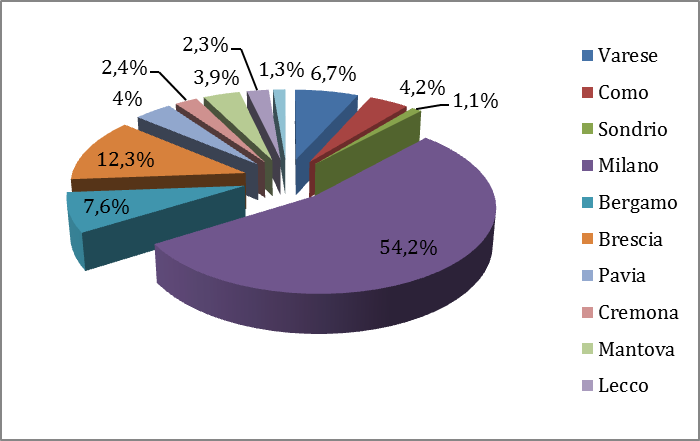 2,3%
2,4%
3,9%
1,3%
6,7%
4%
4,2%
1,1%
12,3%
7,6%
54,2%
Varese
Como
Sondrio
Milano
Bergamo
Brescia
Pavia
Cremona
Mantova
Lecco